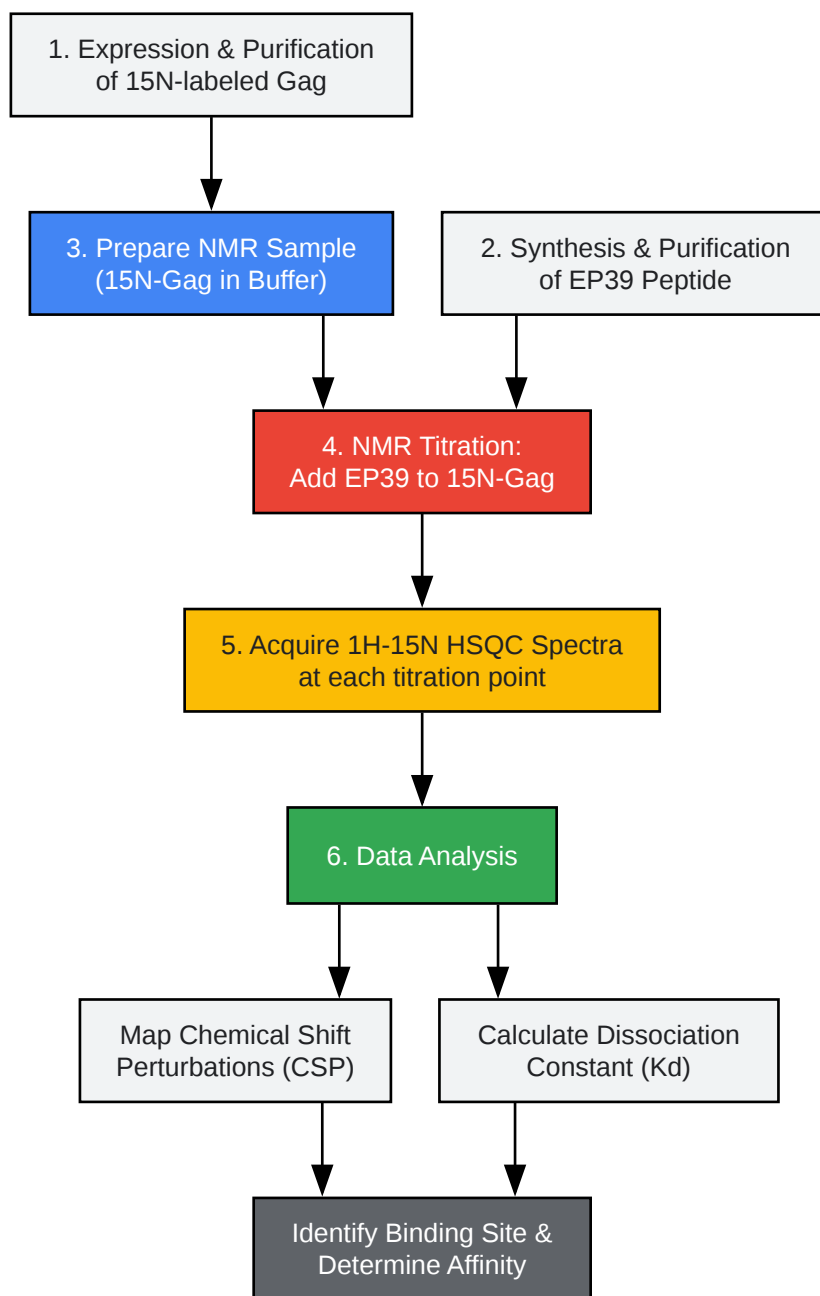 1. Expression & Purification
of 15N-labeled Gag
3. Prepare NMR Sample
(15N-Gag in Buffer)
2. Synthesis & Purification
of EP39 Peptide
4. NMR Titration:
Add EP39 to 15N-Gag
5. Acquire 1H-15N HSQC Spectra
at each titration point
6. Data Analysis
Map Chemical Shift
Perturbations (CSP)
Calculate Dissociation
Constant (Kd)
Identify Binding Site &
Determine Affinity